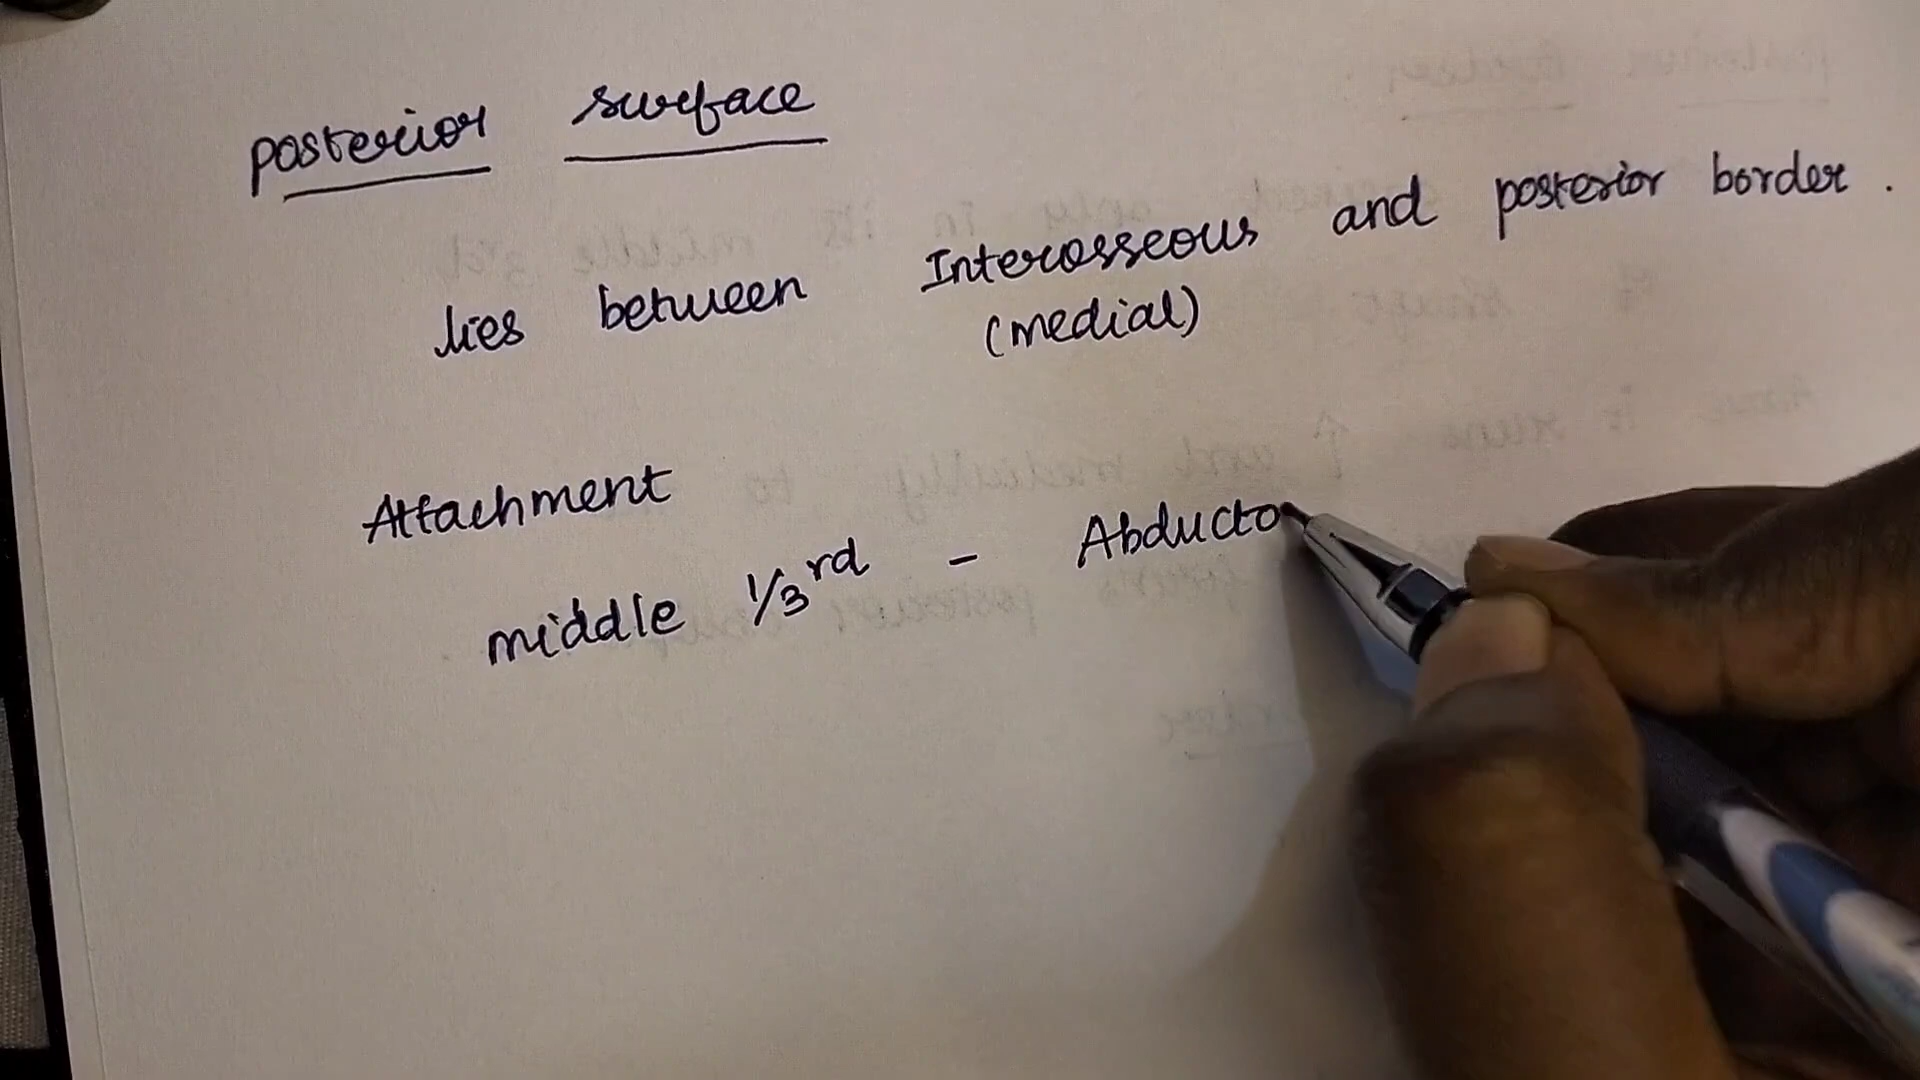 posterior surface
lies between Interosseous and posterior border.
(medial)
Attachment
middle 1/3rd - Abducto